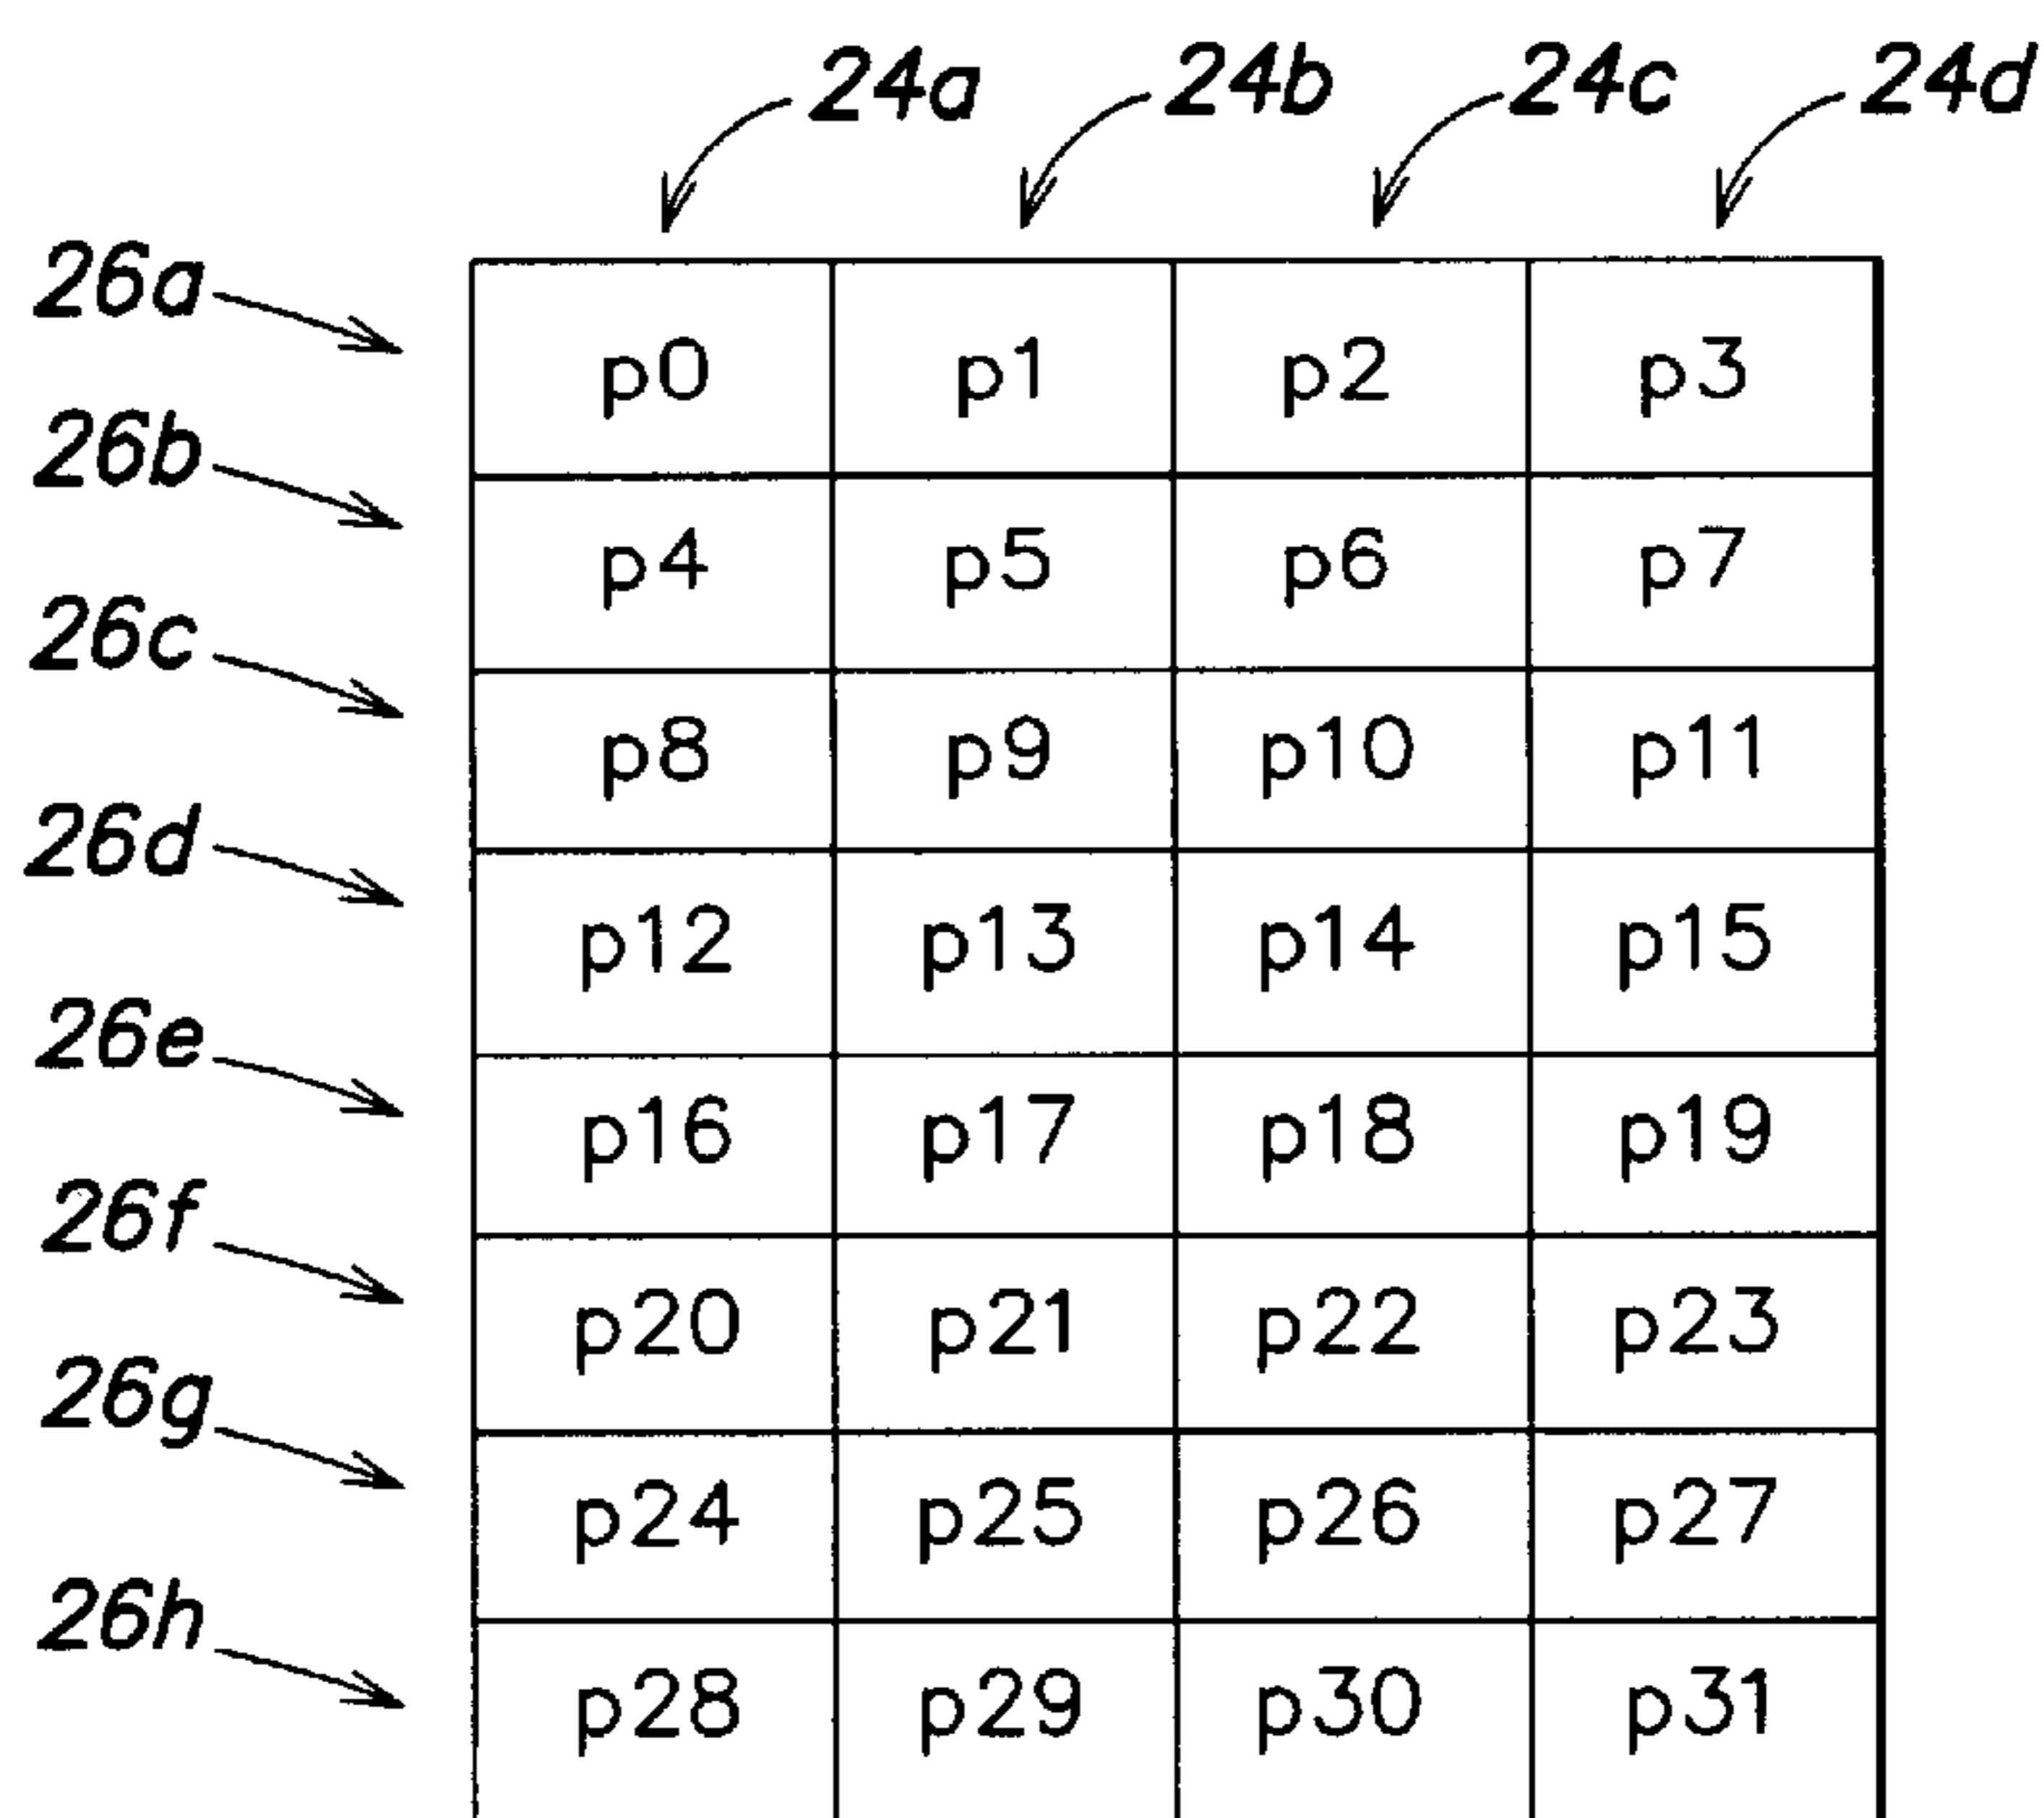 24a 24b 24c 24d
26a
p0 p1 p2 p3
26b
p4 p5 p6 p7
26c
p8 p9 p10 p11
26d
p12 p13 p14 p15
26e
p16 p17 p18 p19
26f
p20 p21 p22 p23
26g
p24 p25 p26 p27
26h
p28 p29 p30 p31